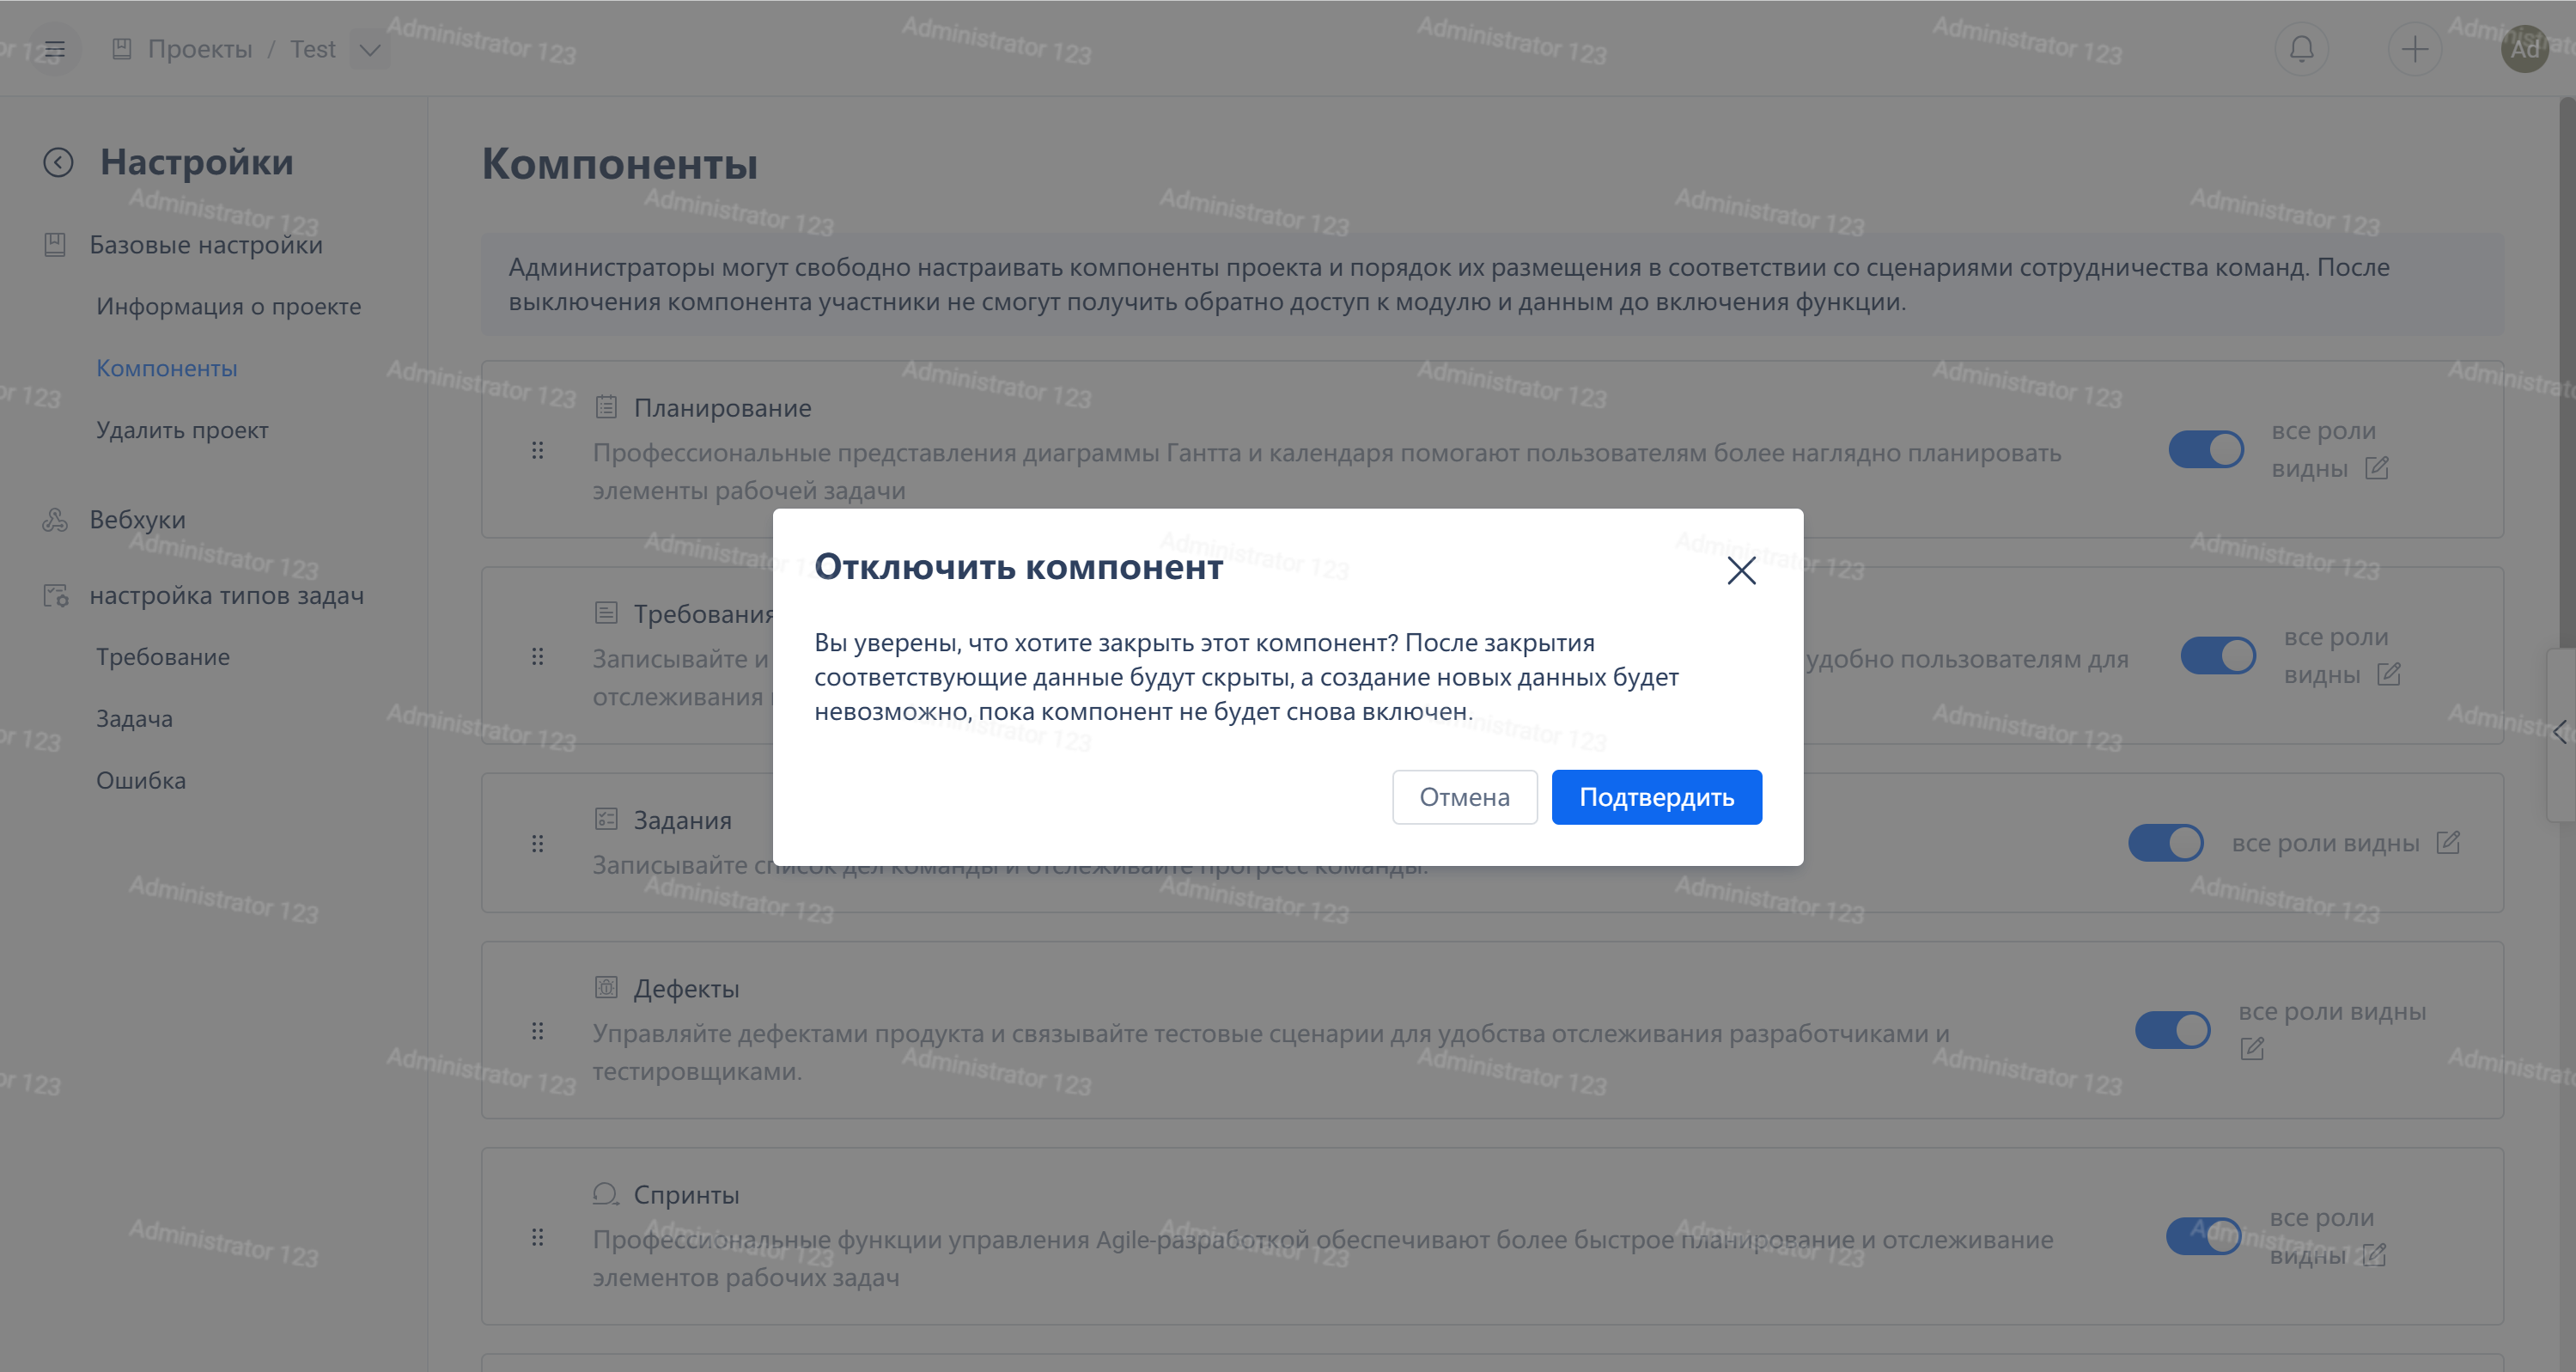 Проекты / Test
Ad
Настройки
Базовые настройки
Информация о проекте
Компоненты
Удалить проект
Вебхуки
настройка типов задач
Требование
Задача
Ошибка
Компоненты
Администраторы могут свободно настраивать компоненты проекта и порядок их размещения в соответствии со сценариями сотрудничества команд. После
выключения компонента участники не смогут получить обратно доступ к модулю и данным до включения функции.
Планирование
Профессиональные представления диаграммы Гантта и календаря помогают пользователям более наглядно планировать
элементы рабочей задачи
все роли
видны
Требования
Записывайте и
удобно пользователям для
отслеживания
все роли
видны
Отключить компонент
Вы уверены, что хотите закрыть этот компонент? После закрытия
соответствующие данные будут скрыты, а создание новых данных будет
невозможно, пока компонент не будет снова включен.
Отмена
Подтвердить
Задания
Записывайте список дел команды и отслеживайте прогресс команды.
все роли видны
Дефекты
Управляйте дефектами продукта и связывайте тестовые сценарии для удобства отслеживания разработчиками и
тестировщиками.
все роли видны
Спринты
Профессиональные функции управления Agile-разработкой обеспечивают более быстрое планирование и отслеживание
элементов рабочих задач
все роли
видны
Administrator 123